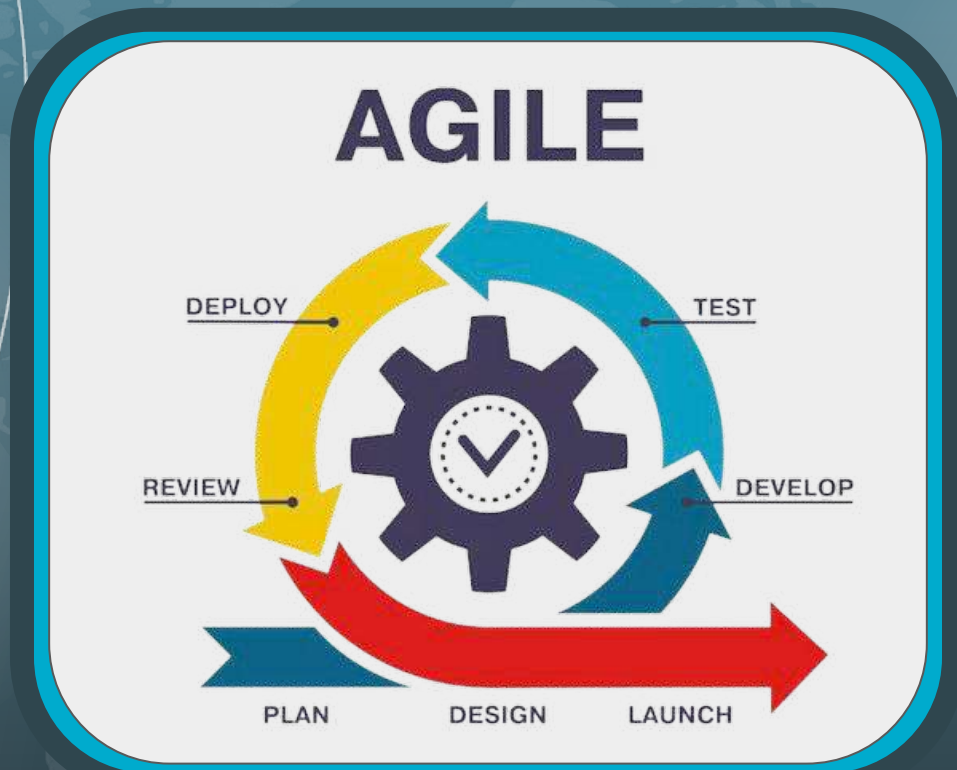 AGILE
DEPLOY
TEST
REVIEW
DEVELOP
PLAN
DESIGN
LAUNCH